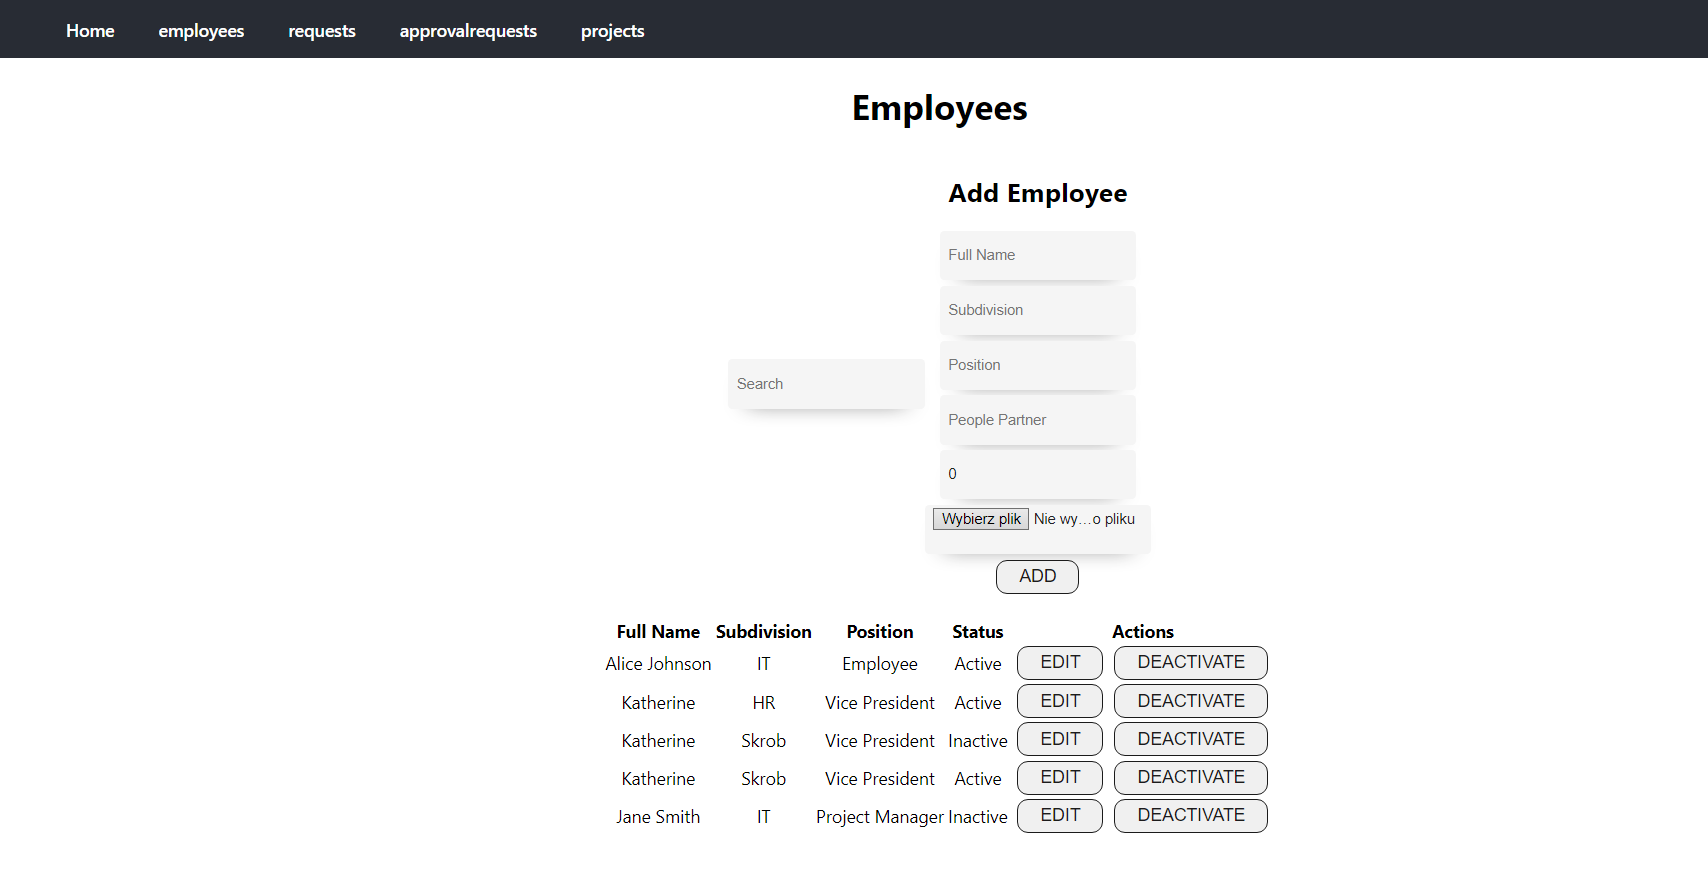 Home employees requests approvalrequests projects
Employees
Add Employee
Full Name
Subdivision
Position
Search
People Partner
0
Wybierz plik Nie wy...o pliku
ADD
Full Name Subdivision Position Status Actions
Alice Johnson IT Employee Active EDIT DEACTIVATE
Katherine HR Vice President Active EDIT DEACTIVATE
Katherine Skrob Vice President Inactive EDIT DEACTIVATE
Katherine Skrob Vice President Active EDIT DEACTIVATE
Jane Smith IT Project Manager Inactive EDIT DEACTIVATE